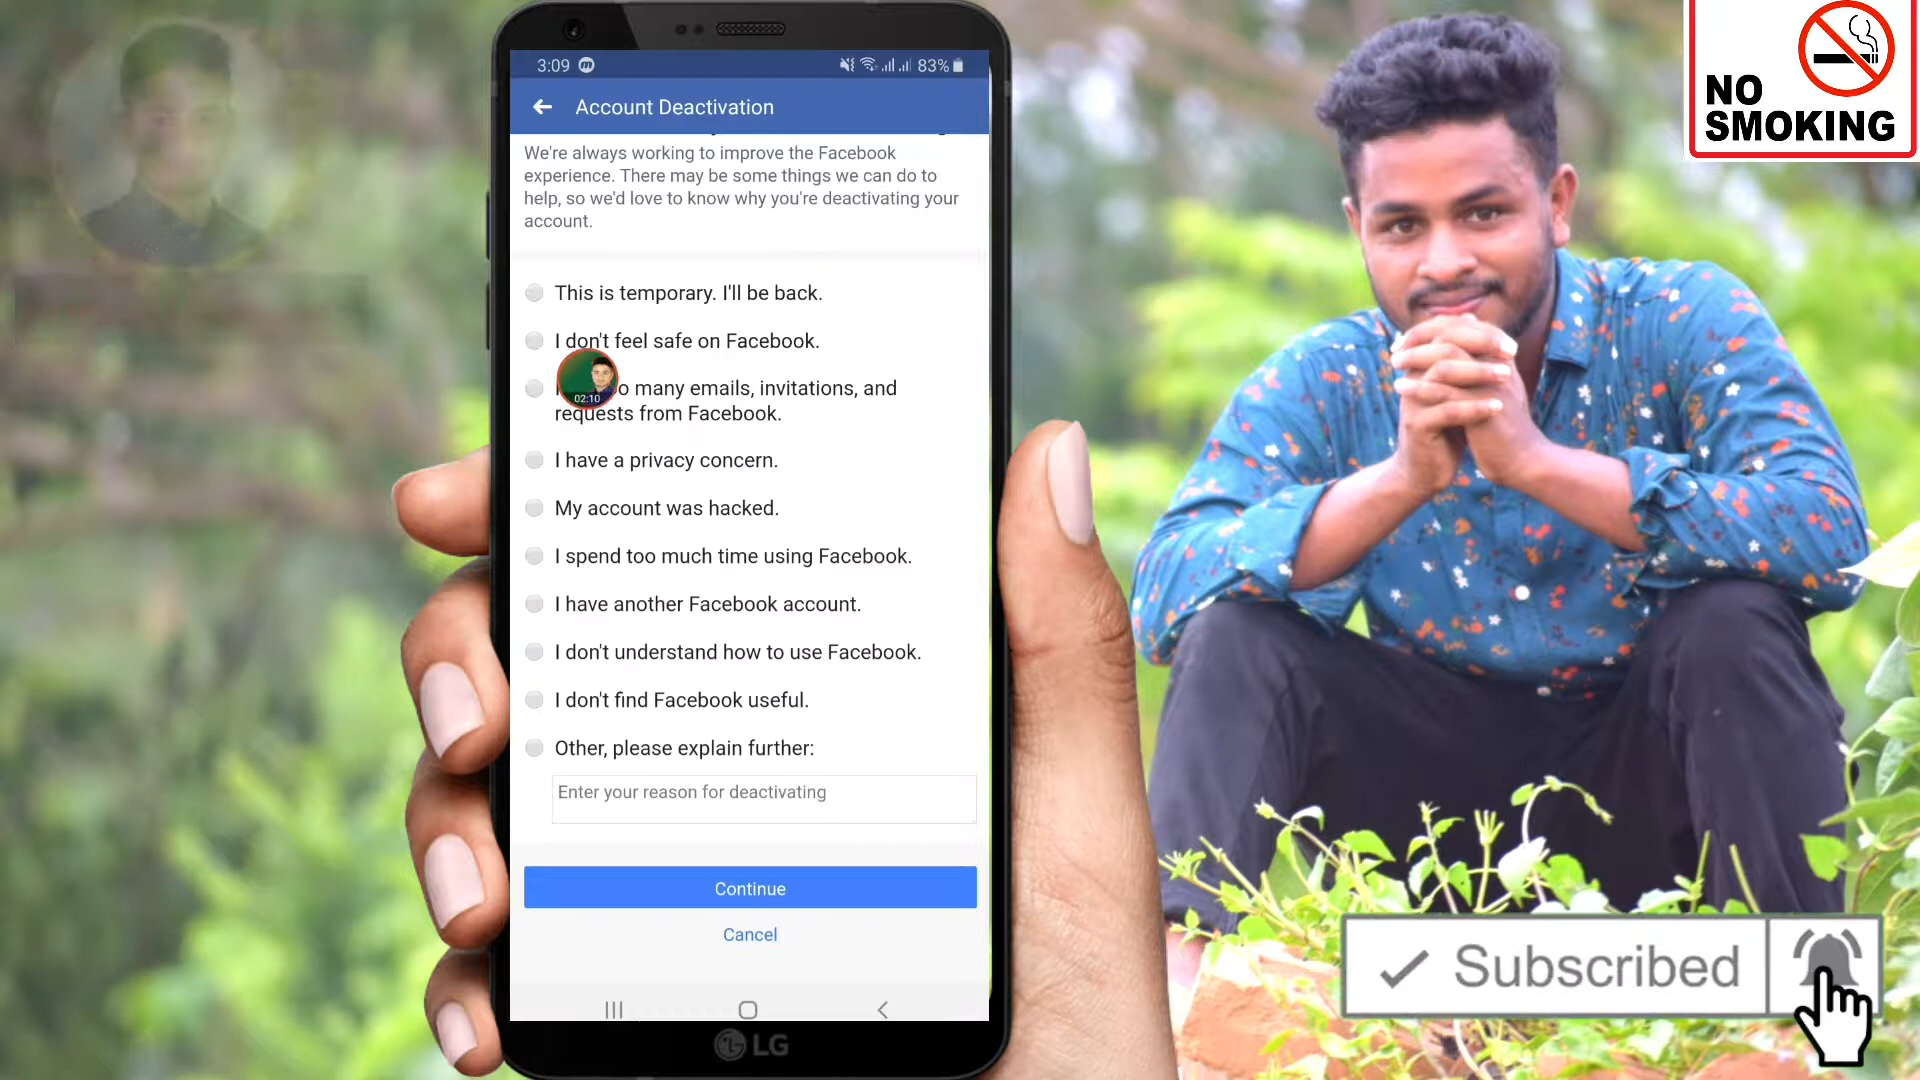 3:09
83%
Account Deactivation
We're always working to improve the Facebook
experience. There may be some things we can do to
help, so we'd love to know why you're deactivating your
account.
This is temporary. I'll be back.
I don't feel safe on Facebook.
many emails, invitations, and
02:10
requests from Facebook.
I have a privacy concern.
My account was hacked.
I spend too much time using Facebook.
I have another Facebook account.
I don't understand how to use Facebook.
I don't find Facebook useful.
Other, please explain further:
Enter your reason for deactivating
Continue
Cancel
LG
NO
SMOKING
Subscribed